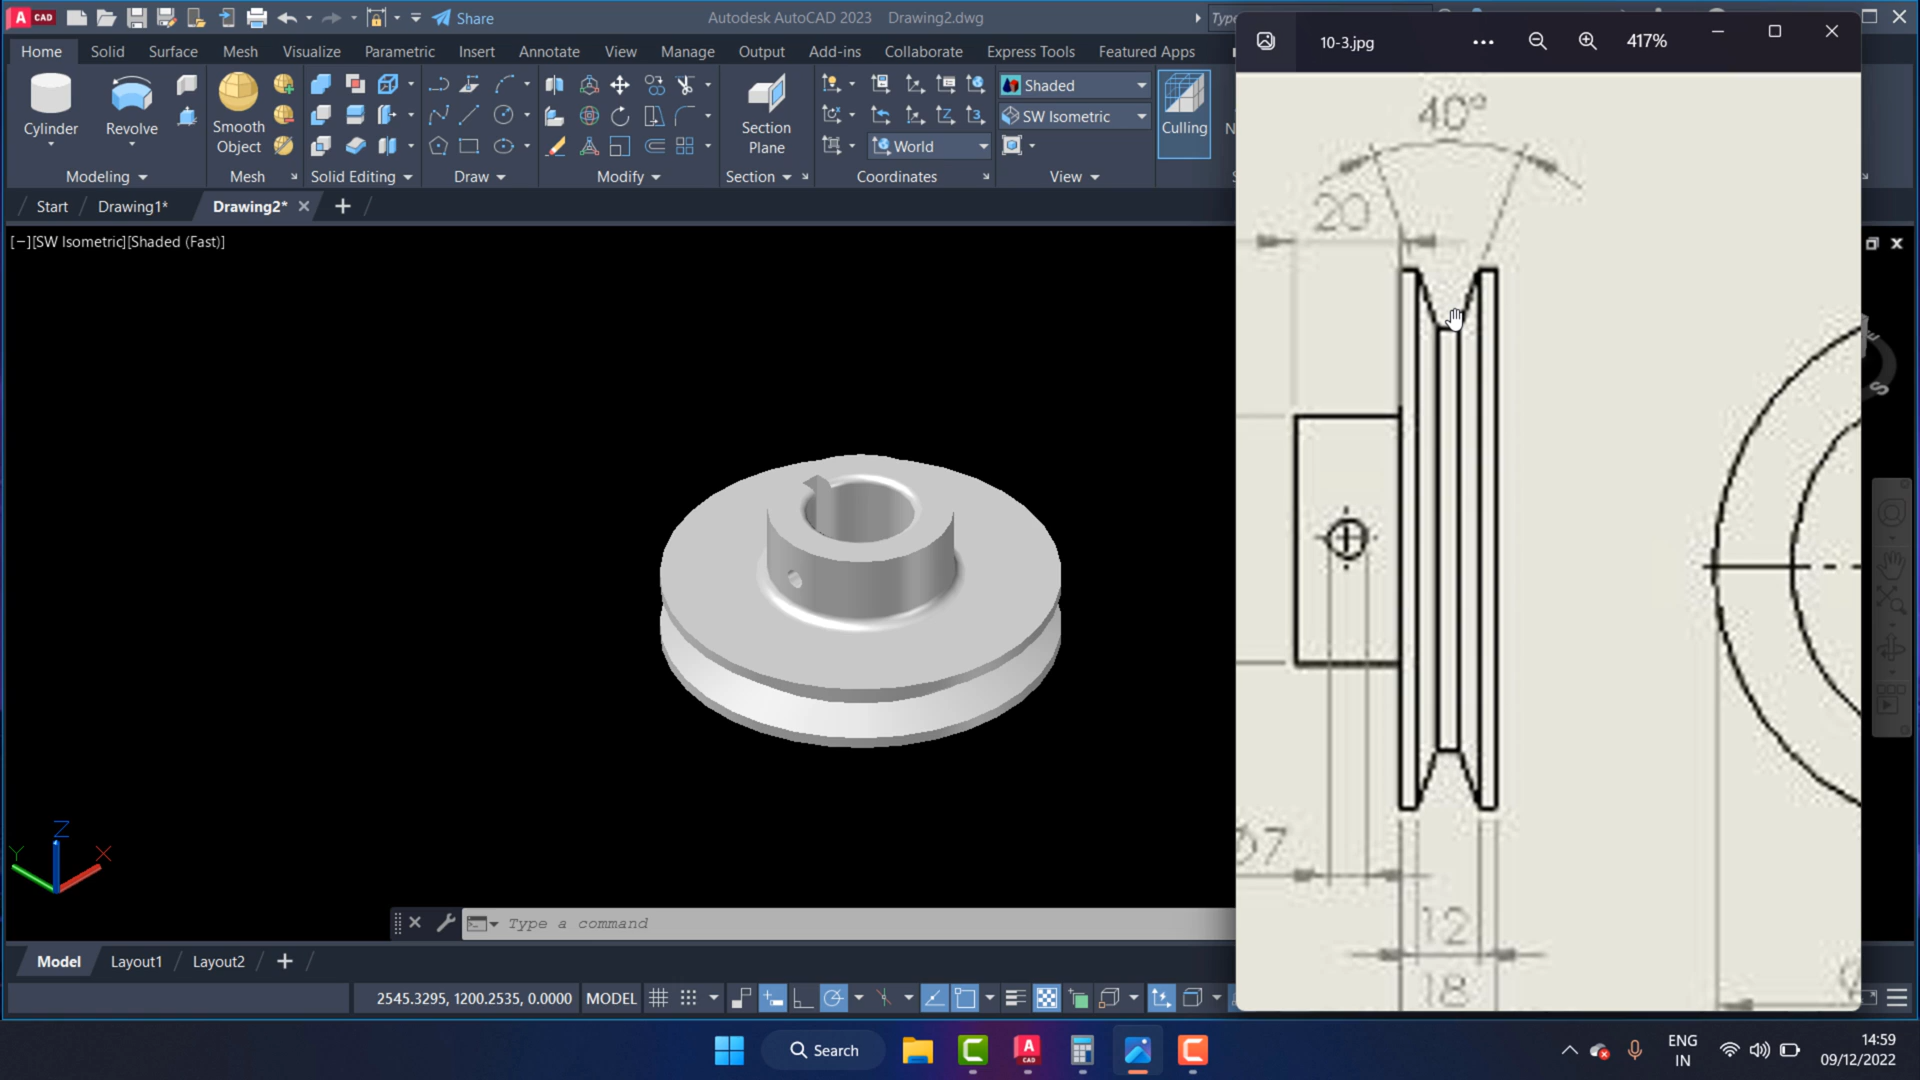 A CAD
Share
Autodesk AutoCAD 2023 Drawing2.dwg
Home Solid Surface Mesh Visualize Parametric Insert Annotate View Manage Output Add-ins Collaborate Express Tools Featured Apps
Cylinder
Revolve
Smooth Object
Section Plane
Shaded
SW Isometric
World
Culling
Modeling
Mesh
Solid Editing
Draw
Modify
Section
Coordinates
View
Start Drawing1* Drawing2*
[−][SW Isometric][Shaded (Fast)]
Z
Y
X
Type a command
Model Layout1 Layout2
2545.3295, 1200.2535, 0.0000 MODEL
10-3.jpg
417%
40°
20
12
18
S
Search
ENG
IN
14:59
09/12/2022